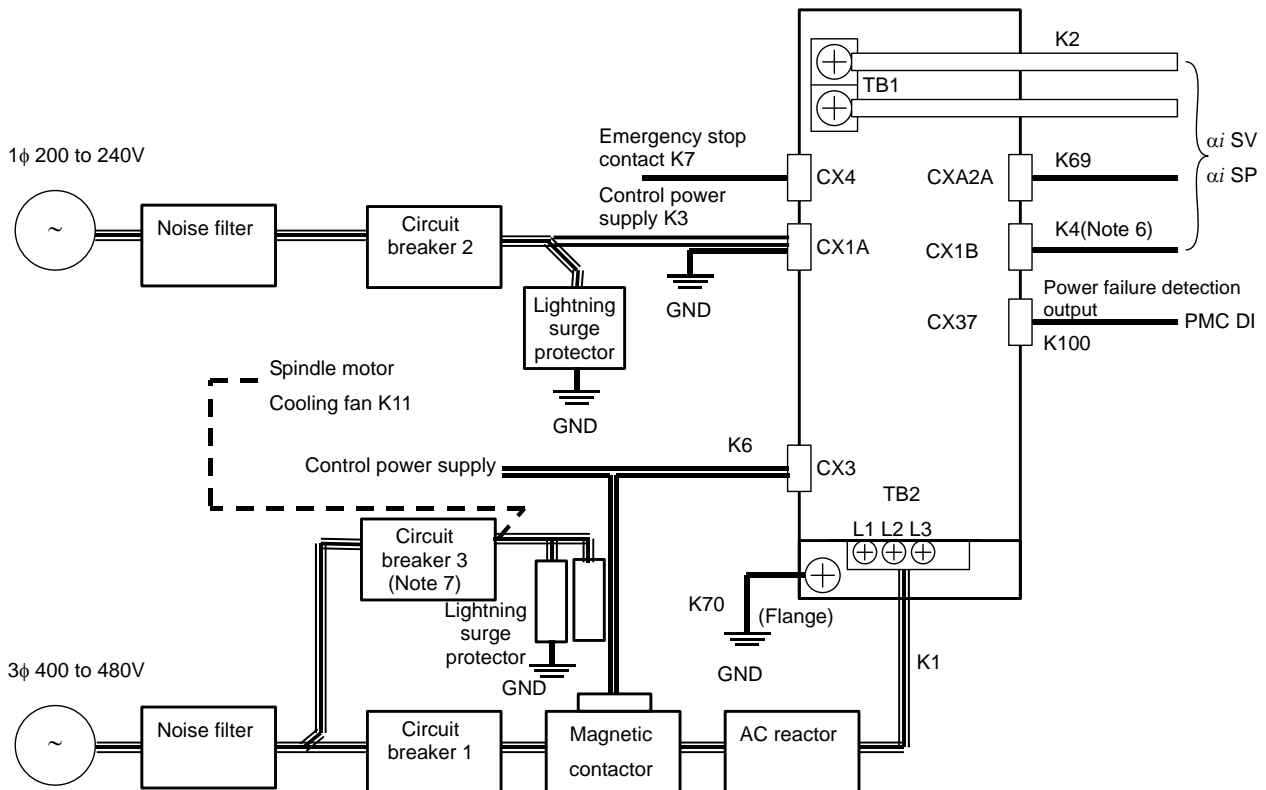 K2
TB1
Emergency stop
contact K7
1ϕ 200 to 240V
αi SV
CX4
CXA2A
K69
αi SP
Control power
supply K3
~
Noise filter
Circuit
breaker 2
CX1A
CX1B
K4(Note 6)
GND
Power failure detection
output
Lightning
surge
protector
CX37
PMC DI
K100
Spindle motor
Cooling fan K11
GND
K6
Control power supply
CX3
TB2
L1 L2 L3
Circuit
breaker 3
(Note 7)
Lightning
surge
protector
K70
(Flange)
GND
GND
K1
3ϕ 400 to 480V
~
Noise filter
Circuit
breaker 1
Magnetic
contactor
AC reactor